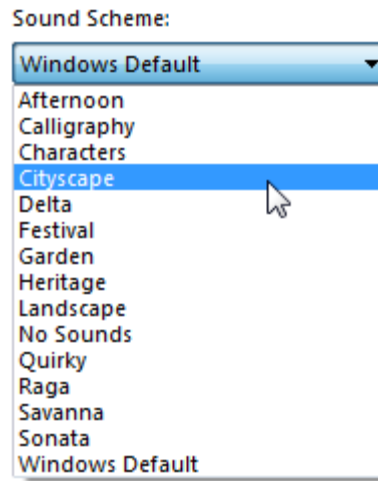 Sound Scheme:
Windows Default
Afternoon
Calligraphy
Characters
Cityscape
Delta
Festival
Garden
Heritage
Landscape
No Sounds
Quirky
Raga
Savanna
Sonata
Windows Default